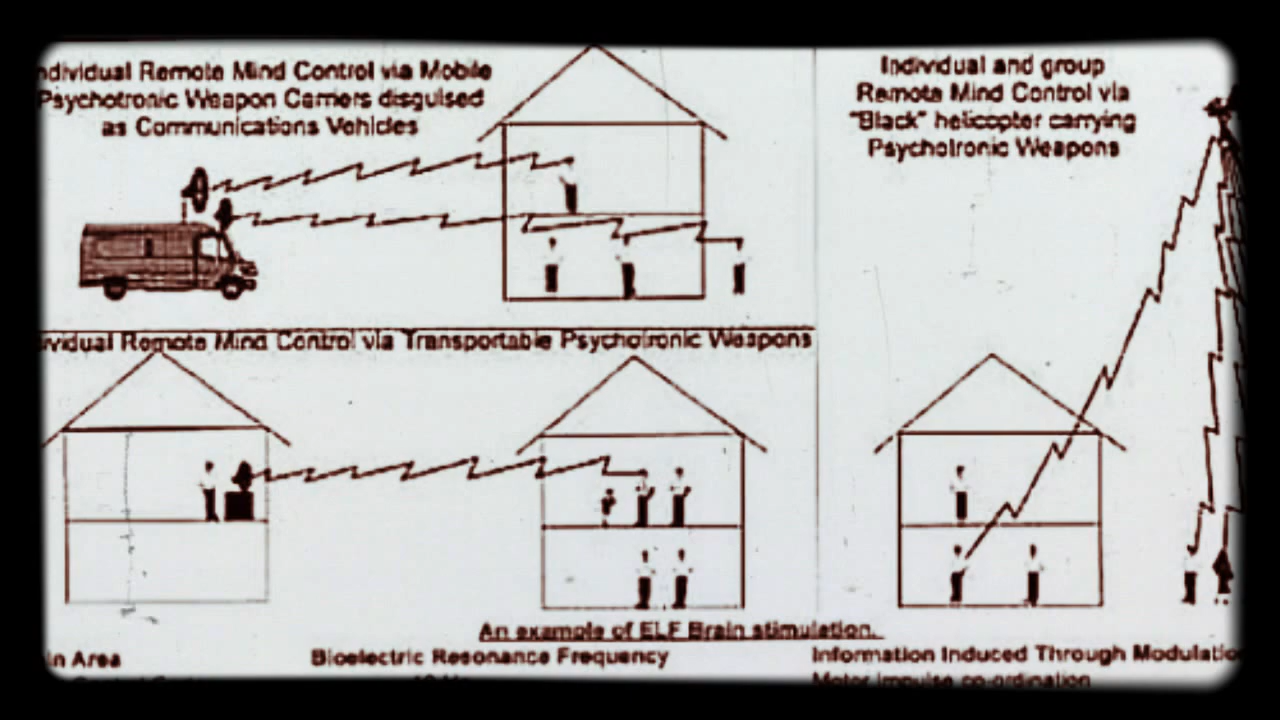 ndividual Remote Mind Control via Mobile
Psychotronic Weapon Carriers disguised
as Communications Vehicles
Individual and group
Remote Mind Control via
"Black" helicopter carrying
Psychotronic Weapons
ividual Remote Mind Control via Transportable Psychotronic Weapons
An example of ELF Brain stimulation.
in Area
Bioelectric Resonance Frequency
Information Induced Through Modulatio
Motor impulse co-ordination